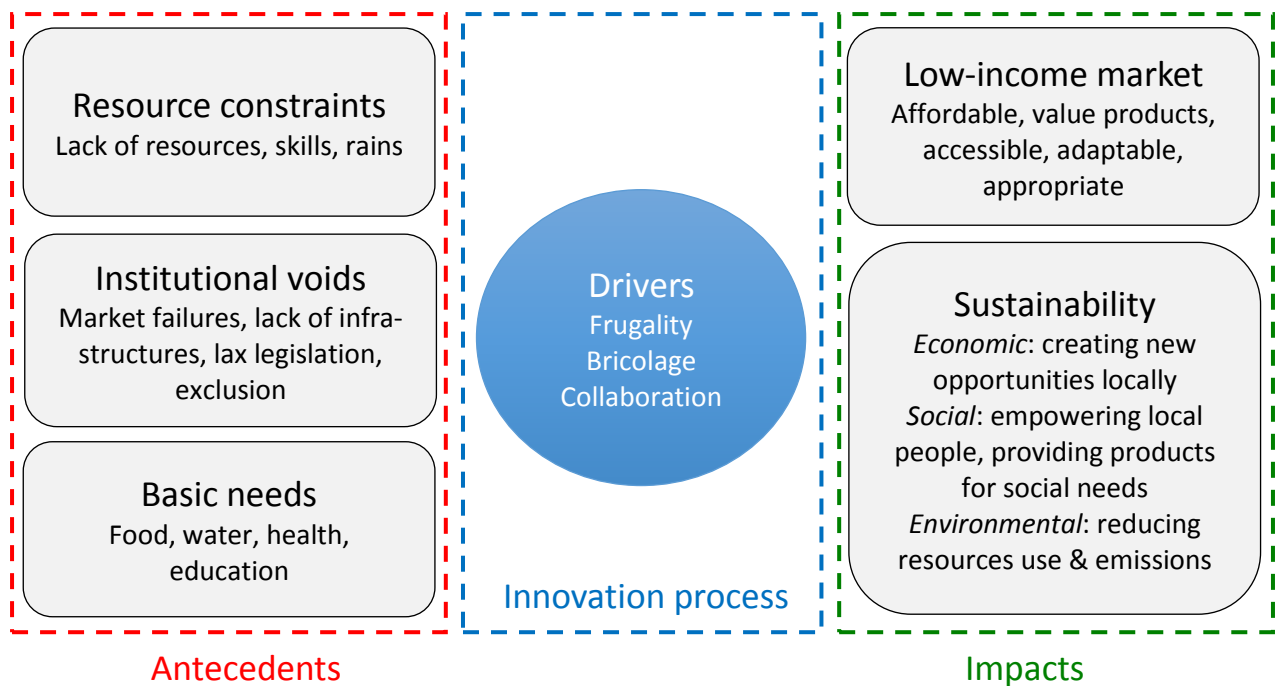 Resource constraints
Lack of resources, skills, rains
Institutional voids
Market failures, lack of infra-
structures, lax legislation,
exclusion
Basic needs
Food, water, health,
education
Antecedents
Drivers
Frugality
Bricolage
Collaboration
Innovation process
Low-income market
Affordable, value products,
accessible, adaptable,
appropriate
Sustainability
Economic: creating new
opportunities locally
Social: empowering local
people, providing products
for social needs
Environmental: reducing
resources use & emissions
Impacts